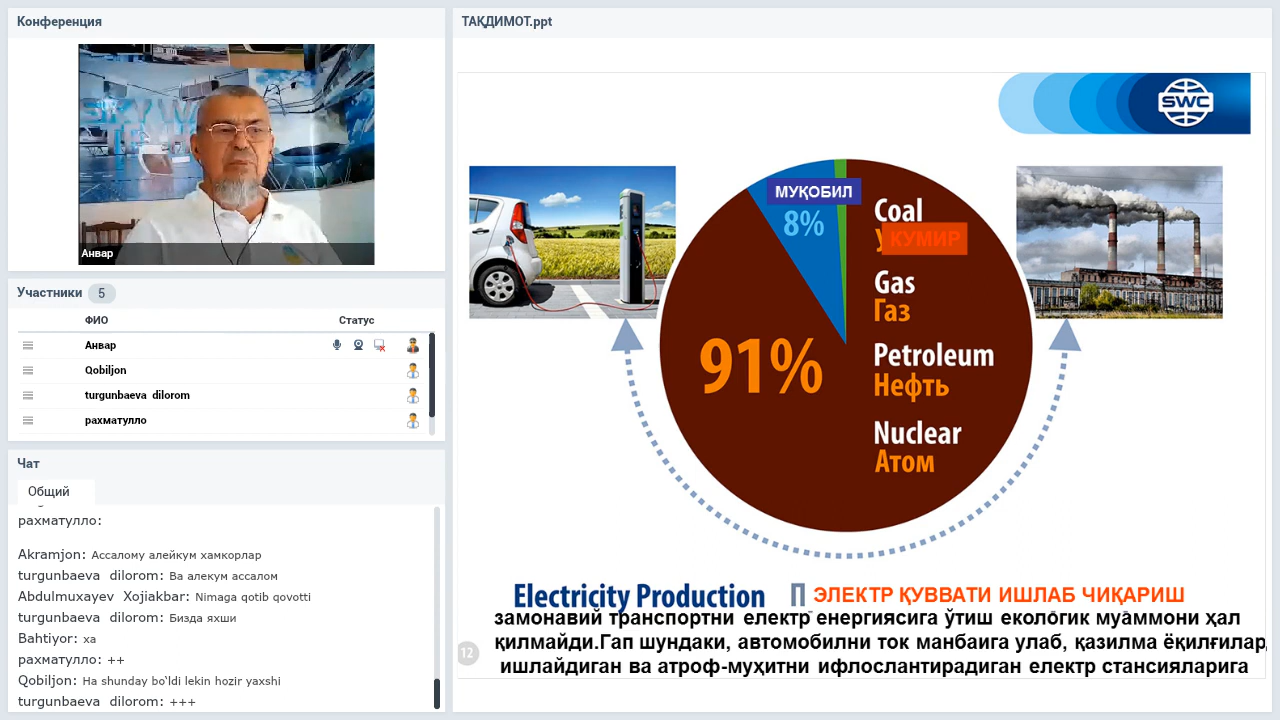 Конференция
Анвар
Участники 5
ФИО Статус
Анвар
Qobiljon
turgunbaeva dilorom
рахматулло
Чат
Общий
рахматулло:
Akramjon: Ассалому алейкум хамкорлар
turgunbaeva dilorom: Ва алекум ассалом
Abdulmuxayev Xojiakbar: Nimaga qotib qovotti
turgunbaeva dilorom: Бизда яхши
Bahtiyor: ха
рахматулло: ++
Qobiljon: Ha shunday bo'ldi lekin hozir yaxshi
turgunbaeva dilorom: +++
ТАҚДИМОТ.ppt
SWC
МУҚОБИЛ
8%
91%
Coal
КУМИР
Gas
Газ
Petroleum
Нефть
Nuclear
Атом
Electricity Production П ЭЛЕКТР ҚУВВАТИ ИШЛАБ ЧИҚАРИШ
замонавий транспортни електр енергиясига ўтиш екологик муаммони ҳал
қилмайди.Гап шундаки, автомобилни ток манбаига улаб, қазилма ёқилғилар
12
ишлайдиган ва атроф-муҳитни ифлослантирадиган електр стансияларига